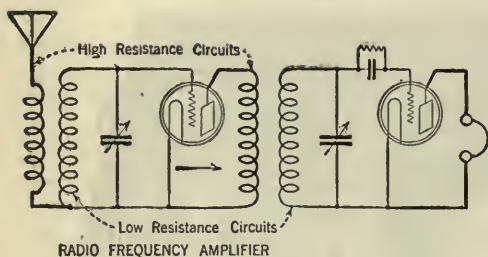 High Resistance Circuits
Low Resistance Circuits
RADIO FREQUENCY AMPLIFIER